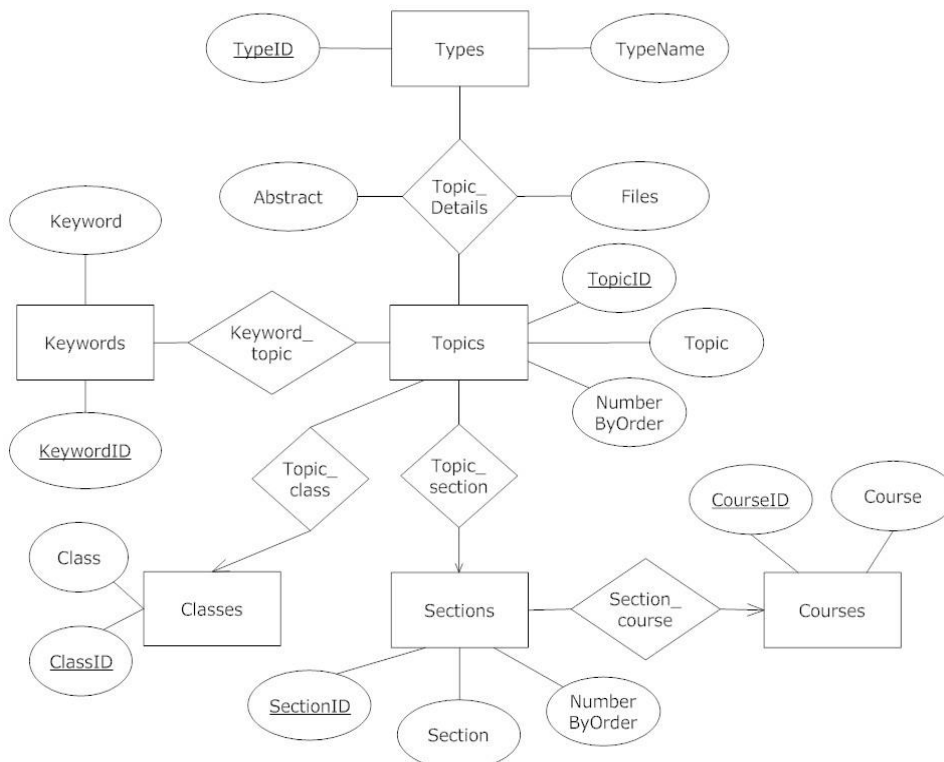 TypeID
Types
TypeName
Abstract
Topic_
Details
Files
Keyword
TopicID
Keywords
Keyword_
topic
Topics
Topic
Number
ByOrder
KeywordID
Topic_
class
Topic_
section
CourseID
Course
Class
Classes
Sections
Section_
course
Courses
ClassID
SectionID
Section
Number
ByOrder